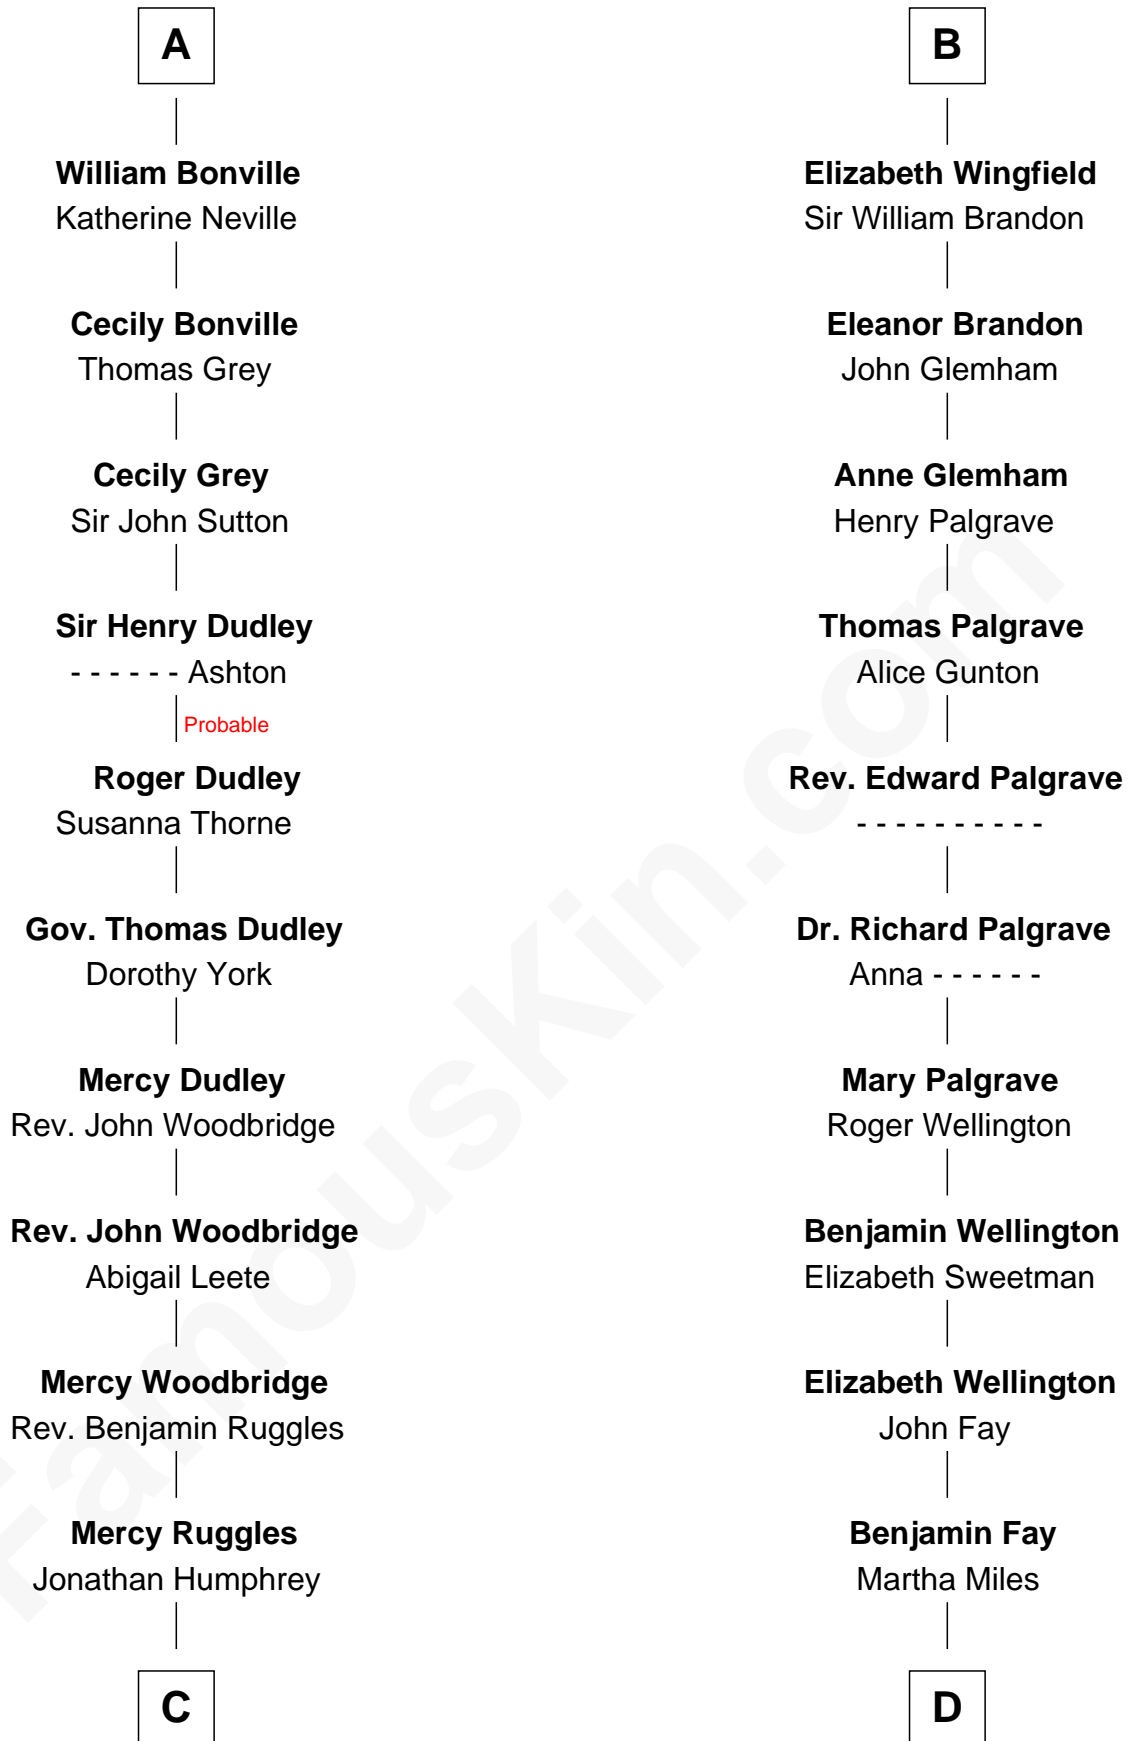 A
William Bonville
Katherine Neville
Cecily Bonville
Thomas Grey
Cecily Grey
Sir John Sutton
Sir Henry Dudley
- - - - - - Ashton
Probable
Roger Dudley
Susanna Thorne
Gov. Thomas Dudley
Dorothy York
Mercy Dudley
Rev. John Woodbridge
Rev. John Woodbridge
Abigail Leete
Mercy Woodbridge
Rev. Benjamin Ruggles
Mercy Ruggles
Jonathan Humphrey
C
B
Elizabeth Wingfield
Sir William Brandon
Eleanor Brandon
John Glemham
Anne Glemham
Henry Palgrave
Thomas Palgrave
Alice Gunton
Rev. Edward Palgrave
- - - - - - - - - -
Dr. Richard Palgrave
Anna - - - - - -
Mary Palgrave
Roger Wellington
Benjamin Wellington
Elizabeth Sweetman
Elizabeth Wellington
John Fay
Benjamin Fay
Martha Miles
D
FamousKin.com